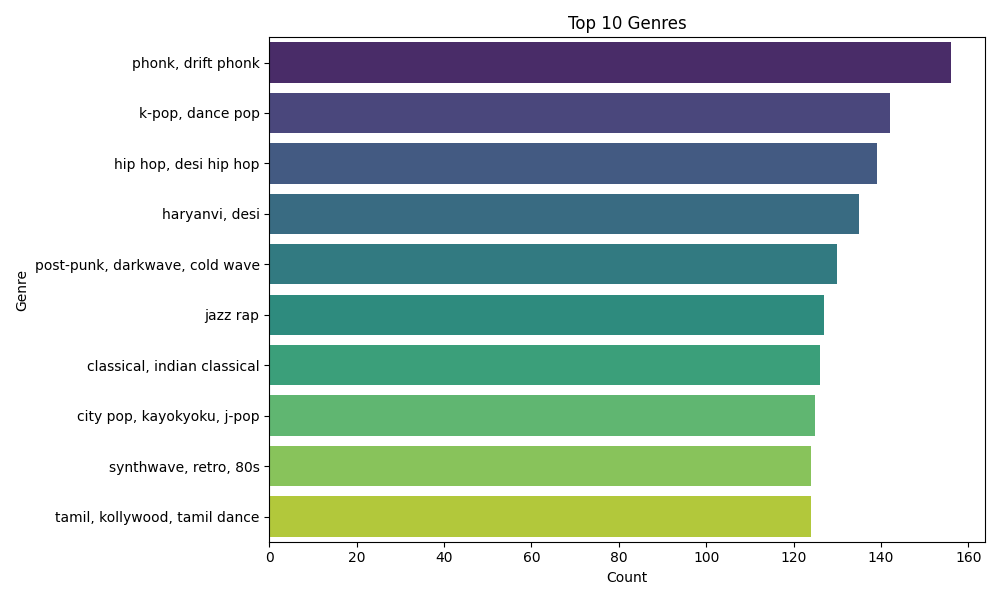 Top 10 Genres
phonk, drift phonk
k-pop, dance pop
hip hop, desi hip hop
haryanvi, desi
post-punk, darkwave, cold wave
jazz rap
classical, indian classical
city pop, kayokyoku, j-pop
synthwave, retro, 80s
tamil, kollywood, tamil dance
Genre
0 20 40 60 80 100 120 140 160
Count